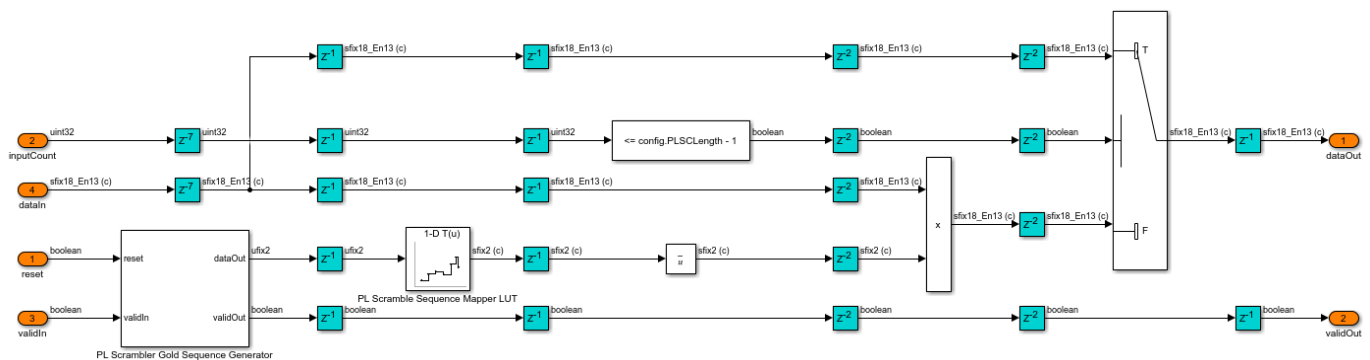 Z-1 sfix18_En13 (c) Z-1 sfix18_En13 (c) Z-2 sfix18_En13 (c) Z-2 sfix18_En13 (c) T
2 uint32 Z-7 uint32 Z-1 uint32 Z-1 uint32 <= config.PLSCLength - 1 boolean Z-2 boolean Z-2 boolean sfix18_En13 (c) Z-1 sfix18_En13 (c) 1
inputCount dataOut
4 sfix18_En13 (c) Z-7 sfix18_En13 (c) Z-1 sfix18_En13 (c) Z-1 sfix18_En13 (c) Z-2 sfix18_En13 (c)
dataIn
x sfix18_En13 (c) Z-2 sfix18_En13 (c) F
1-D T(u)
1 boolean reset dataOut ufix2 Z-1 ufix2 sfix2 (c) Z-1 sfix2 (c) u sfix2 (c) Z-2 sfix2 (c)
reset
PL Scramble Sequence Mapper LUT
3 boolean validIn validOut boolean Z-1 boolean Z-1 boolean Z-2 boolean Z-2 boolean Z-1 boolean 2
validIn validOut
PL Scrambler Gold Sequence Generator